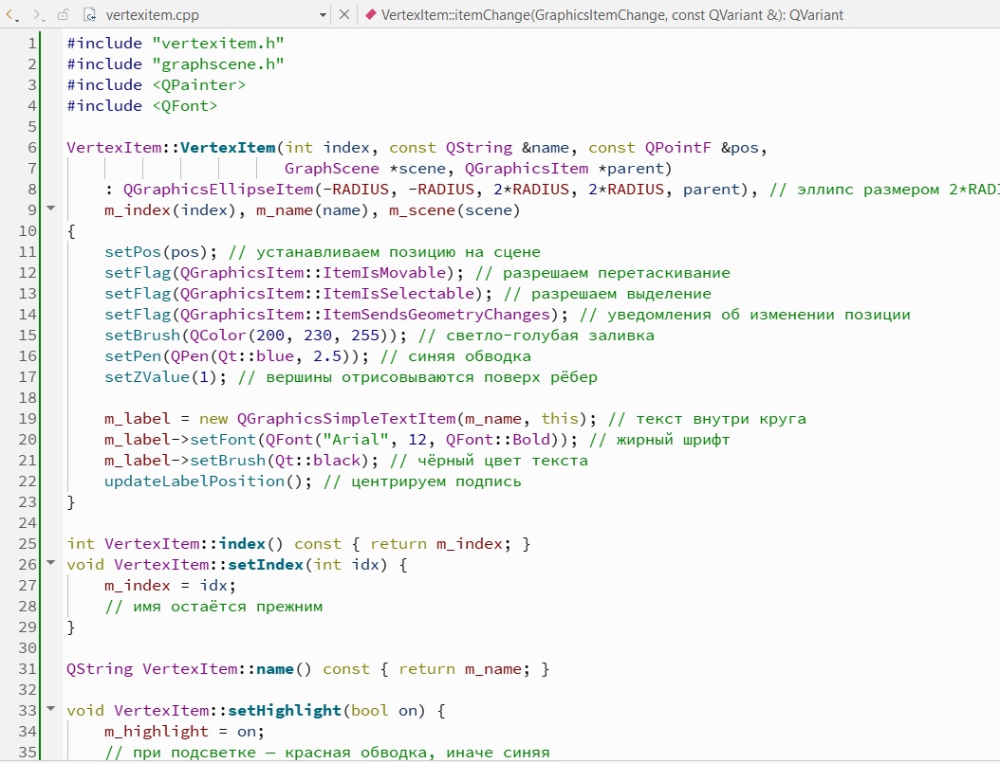 vertexitem.cpp VertexItem::itemChange(GraphicsItemChange, const QVariant &): QVariant
1 #include "vertexitem.h"
2 #include "graphscene.h"
3 #include <QPainter>
4 #include <QFont>
5
6 VertexItem::VertexItem(int index, const QString &name, const QPointF &pos,
7 GraphScene *scene, QGraphicsItem *parent)
8 : QGraphicsEllipseItem(-RADIUS, -RADIUS, 2*RADIUS, 2*RADIUS, parent), // эллипс размером
9 m_index(index), m_name(name), m_scene(scene)
10 {
11 setPos(pos); // устанавливаем позицию на сцене
12 setFlag(QGraphicsItem::ItemIsMovable); // разрешаем перетаскивание
13 setFlag(QGraphicsItem::ItemIsSelectable); // разрешаем выделение
14 setFlag(QGraphicsItem::ItemSendsGeometryChanges); // уведомления об изменении позиции
15 setBrush(QColor(200, 230, 255)); // светло-голубая заливка
16 setPen(QPen(Qt::blue, 2.5)); // синяя обводка
17 setZValue(1); // вершины отрисовываются поверх рёбер
18
19 m_label = new QGraphicsSimpleTextItem(m_name, this); // текст внутри круга
20 m_label->setFont(QFont("Arial", 12, QFont::Bold)); // жирный шрифт
21 m_label->setBrush(Qt::black); // чёрный цвет текста
22 updateLabelPosition(); // центрируем подпись
23 }
24
25 int VertexItem::index() const { return m_index; }
26 void VertexItem::setIndex(int idx) {
27 m_index = idx;
28 // имя остаётся прежним
29 }
30
31 QString VertexItem::name() const { return m_name; }
32
33 void VertexItem::setHighlight(bool on) {
34 m_highlight = on;
35 // при подсветке — красная обводка, иначе синяя